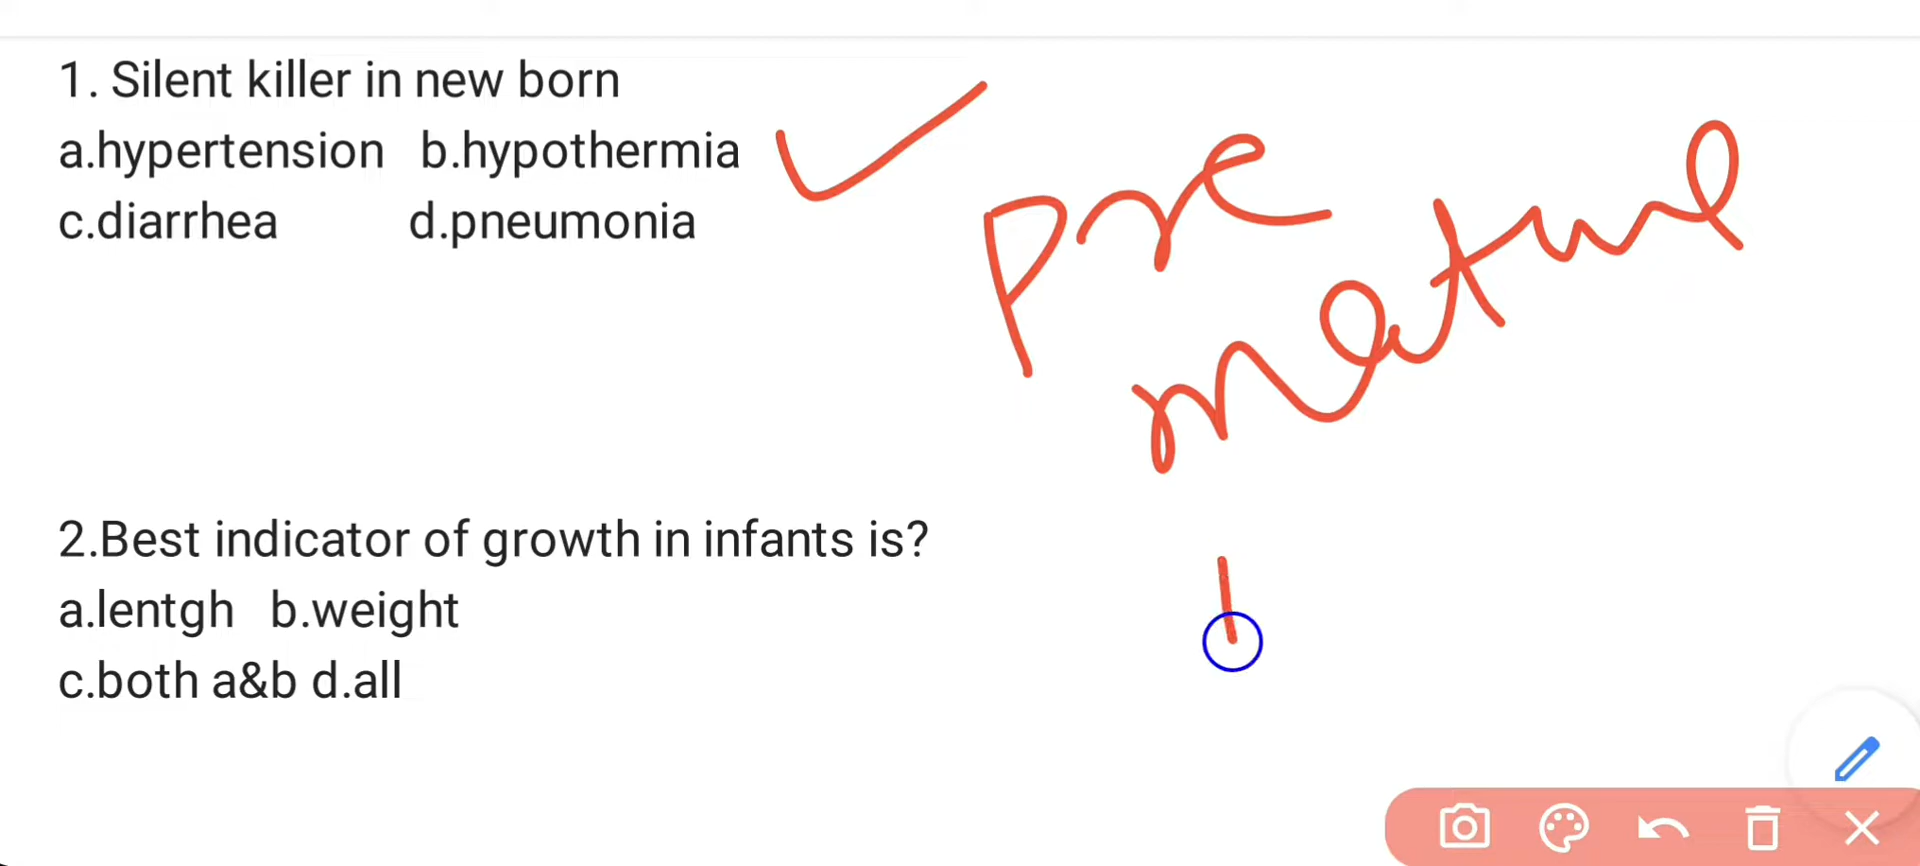 1. Silent killer in new born
a.hypertension b.hypothermia
c.diarrhea d.pneumonia
Pre
mature
2.Best indicator of growth in infants is?
a.lentgh b.weight
c.both a&b d.all